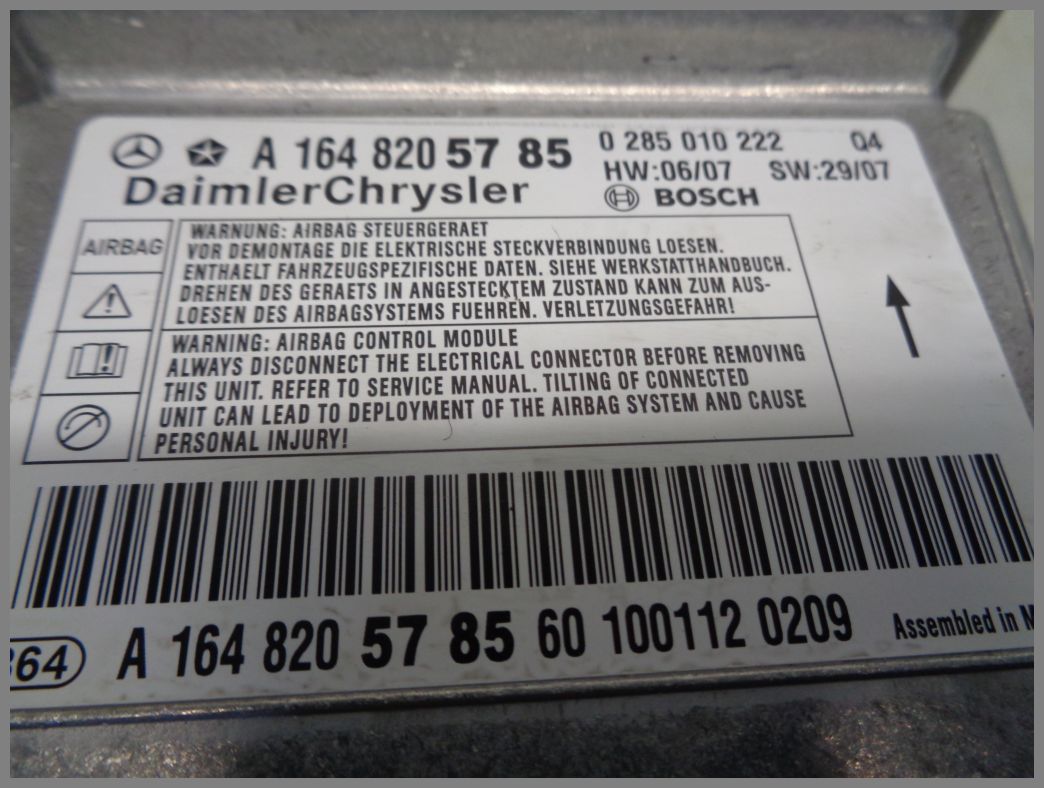 A 164 820 57 85
0 285 010 222 Q4
HW:06/07 SW:29/07
DaimlerChrysler
BOSCH
AIRBAG
WARNUNG: AIRBAG STEUERGERAET
VOR DEMONTAGE DIE ELEKTRISCHE STECKVERBINDUNG LOESEN.
ENTHAELT FAHRZEUGSPEZIFISCHE DATEN. SIEHE WERKSTATTHANDBUCH.
DREHEN DES GERAETS IN ANGESTECKTEM ZUSTAND KANN ZUM AUS-
LOESEN DES AIRBAGSYSTEMS FUEHREN. VERLETZUNGSGEFAHR!
WARNING: AIRBAG CONTROL MODULE
ALWAYS DISCONNECT THE ELECTRICAL CONNECTOR BEFORE REMOVING
THIS UNIT. REFER TO SERVICE MANUAL. TILTING OF CONNECTED
UNIT CAN LEAD TO DEPLOYMENT OF THE AIRBAG SYSTEM AND CAUSE
PERSONAL INJURY!
A 164 820 57 85 60 100112 0209
Assembled in